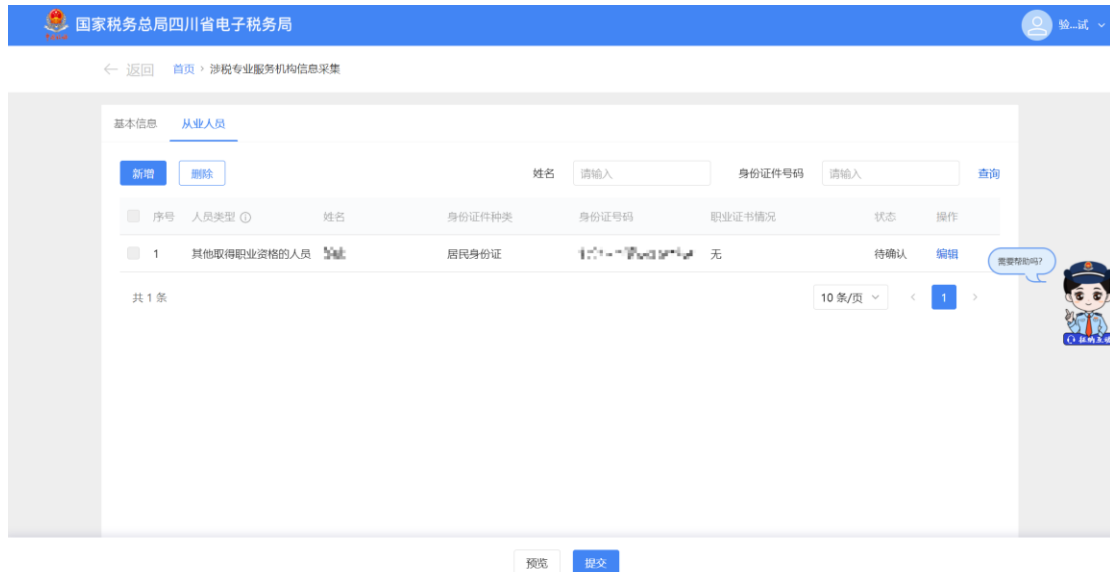 国家税务总局四川省电子税务局
验...试
← 返回 首页 › 涉税专业服务机构信息采集
基本信息 从业人员
新增 删除 姓名 请输入 身份证件号码 请输入 查询
序号 人员类型 姓名 身份证件种类 身份证号码 职业证书情况 状态 操作
1 其他取得职业资格的人员 居民身份证 无 待确认 编辑
需要帮助吗?
共 1 条 10 条/页 ‹ 1 ›
征纳互动
预览 提交